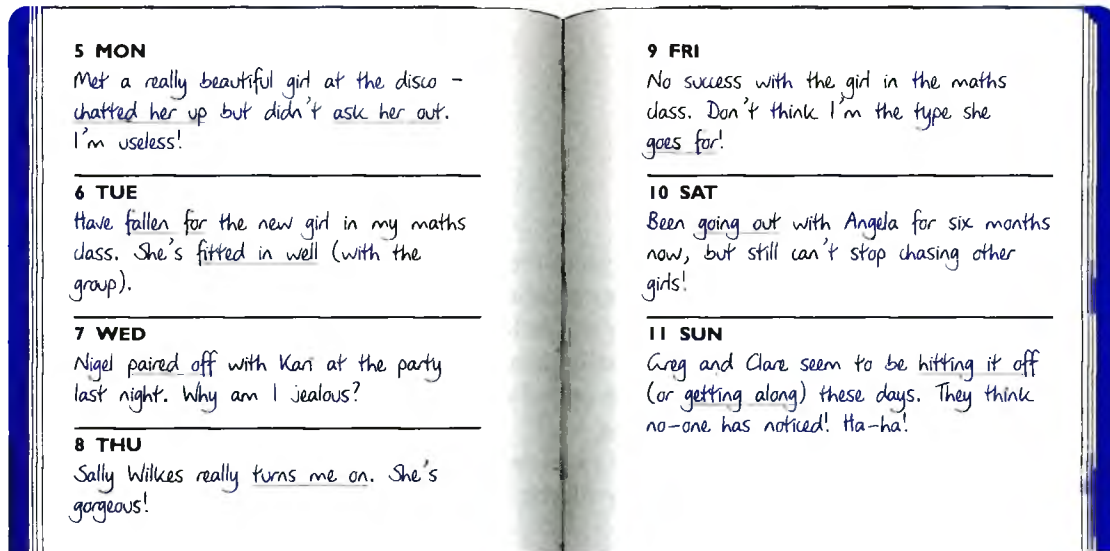 5 MON
Met a really beautiful girl at the disco –
chatted her up but didn't ask her out.
I'm useless!
6 TUE
Have fallen for the new girl in my maths
class. She's fitted in well (with the
group).
7 WED
Nigel paired off with Kari at the party
last night. Why am I jealous?
8 THU
Sally Wilkes really turns me on. She's
gorgeous!
9 FRI
No success with the girl in the maths
class. Don't think I'm the type she
goes for!
10 SAT
Been going out with Angela for six months
now, but still can't stop chasing other
girls!
11 SUN
Greg and Clare seem to be hitting it off
(or getting along) these days. They think
no-one has noticed! Ha-ha!